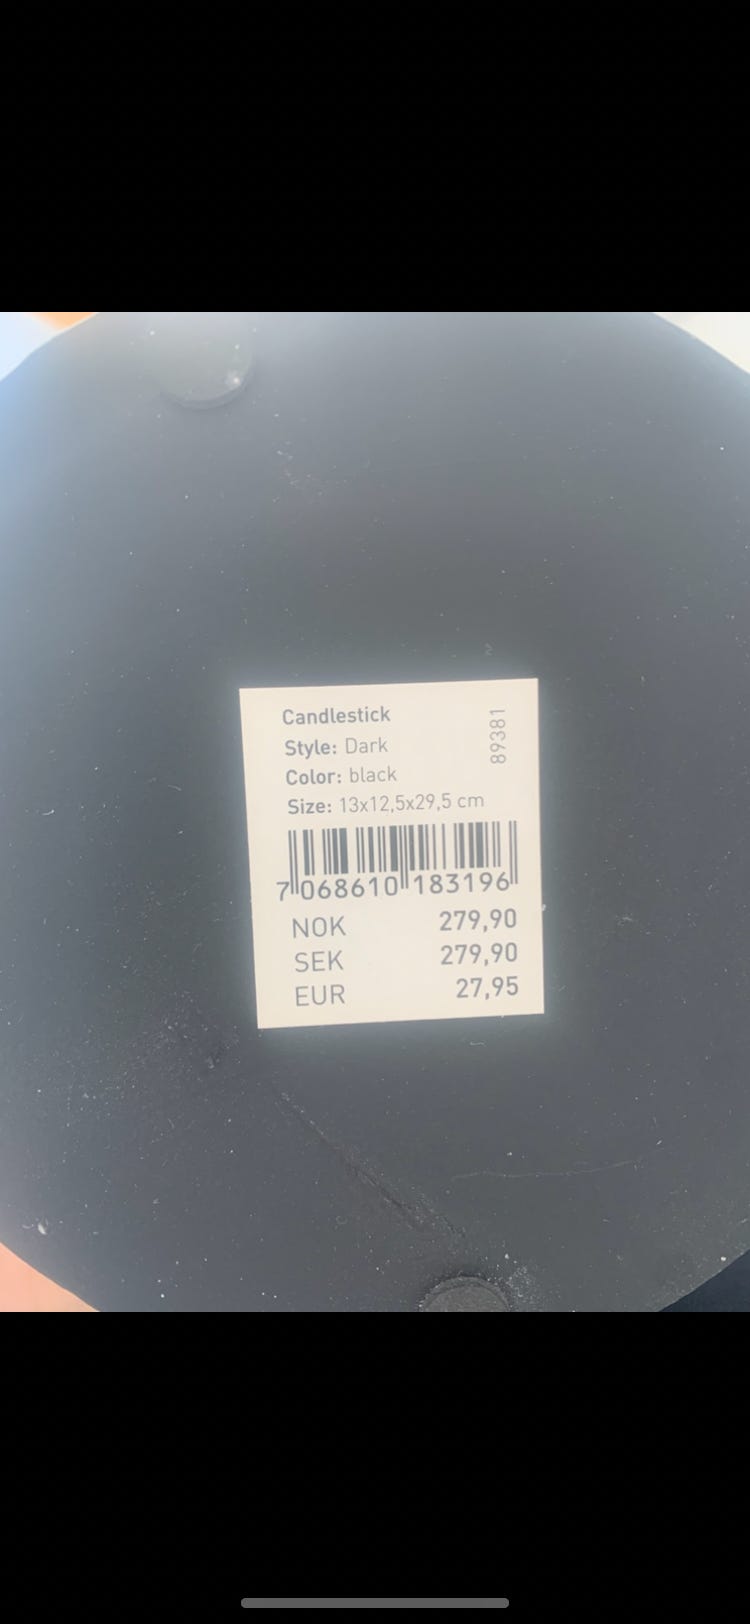 Candlestick
89381
Style: Dark
Color: black
Size: 13x12,5x29,5 cm
7 068610 183196
NOK 279,90
SEK 279,90
EUR 27,95